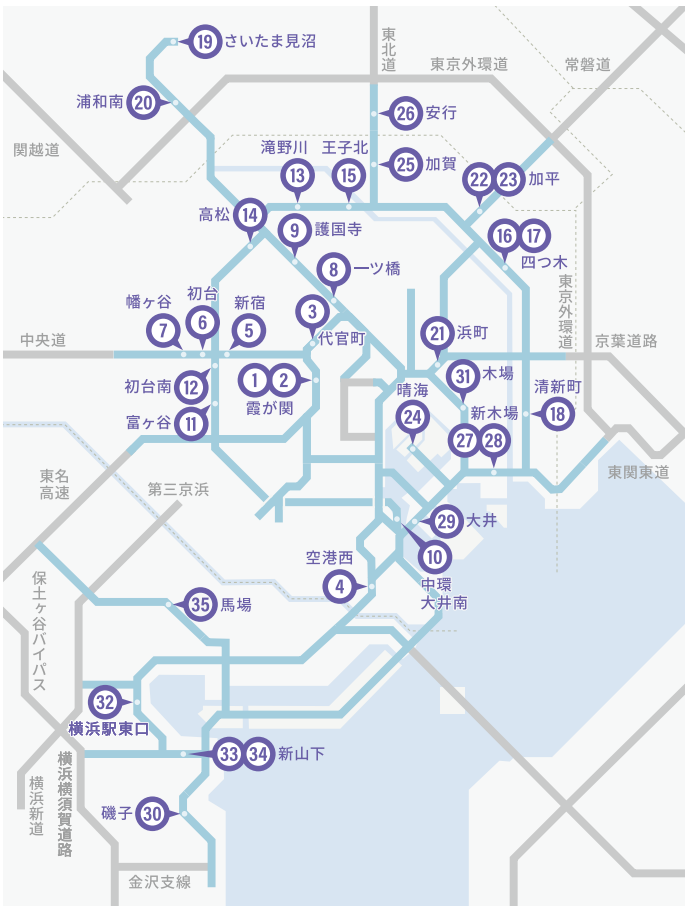 19 さいたま見沼
東北道
東京外環道
常磐道
浦和南 20
26 安行
関越道
滝野川
13
王子北
15
25 加賀
22 23 加平
高松 14
9 護国寺
16 17
四つ木
8 一ツ橋
東京外環道
幡ヶ谷
7
初台
6
新宿
5
3
代官町
中央道
21 浜町
京葉道路
初台南 12
1 2
霞が関
31 木場
晴海
24
清新町
18
富ヶ谷 11
新木場
27 28
東名
高速
第三京浜
東関東道
29 大井
10
中環
大井南
空港西
4
保土ヶ谷バイパス
35 馬場
32
横浜駅東口
33 34 新山下
横浜新道
横浜横須賀道路
磯子 30
金沢支線